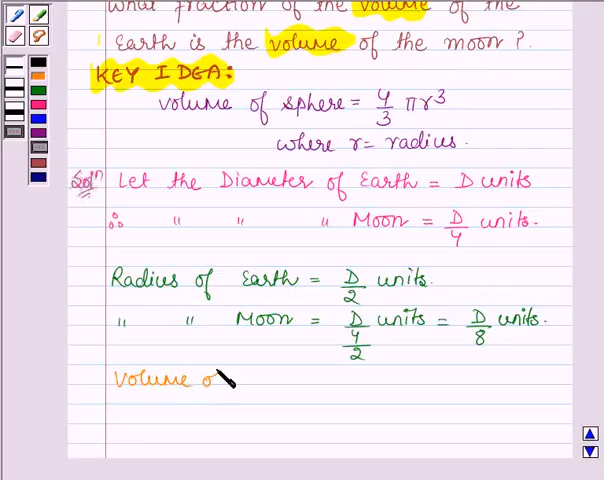 What fraction of the volume of the
Earth is the volume of the moon?
KEY IDEA:
Volume of sphere = 4/3 πr³
where r = radius.
Solⁿ Let the Diameter of Earth = D units
∴ " " " Moon = D/4 units.
Radius of Earth = D/2 units.
" " Moon = D/4/2 units = D/8 units.
Volume o